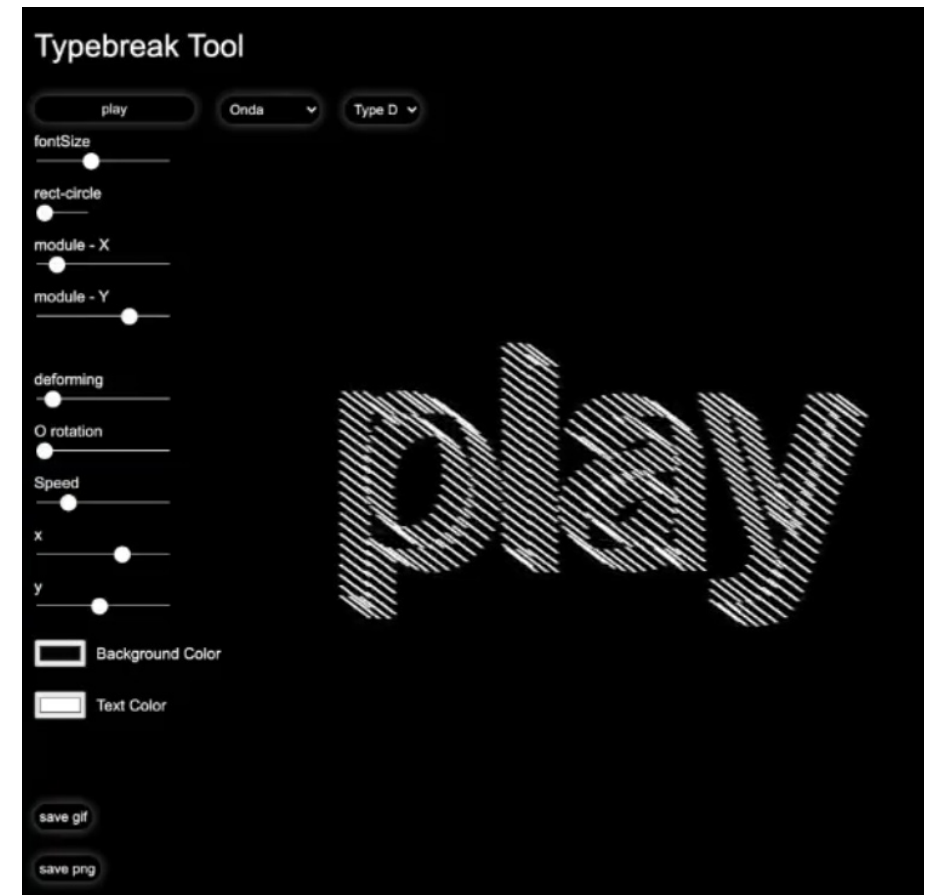 Typebreak Tool
play Onda Type D
fontSize
rect-circle
module - X
module - Y
deforming
O rotation
Speed
x
y
Background Color
Text Color
save gif
save png
play